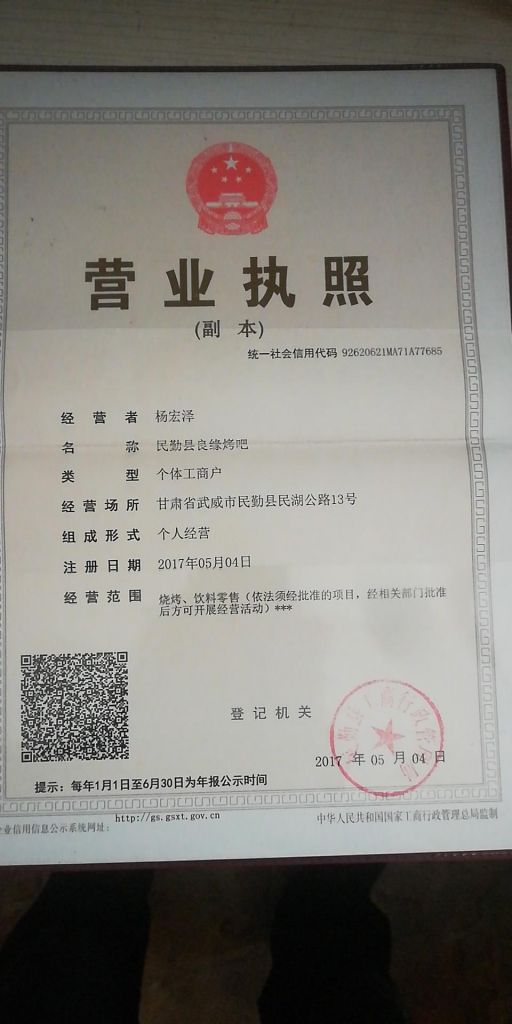 营业执照
(副 本)
统一社会信用代码 92620621MA71A77685
经营者 杨宏泽
名称 民勤县良缘烤吧
类型 个体工商户
经营场所 甘肃省武威市民勤县民湖公路13号
组成形式 个人经营
注册日期 2017年05月04日
经营范围 烧烤、饮料零售（依法须经批准的项目，经相关部门批准
后方可开展经营活动）***
登记机关
2017 年 05 月 04 日
提示：每年1月1日至6月30日为年报公示时间
业信用信息公示系统网址： http://gs.gsxt.gov.cn 中华人民共和国国家工商行政管理总局监制